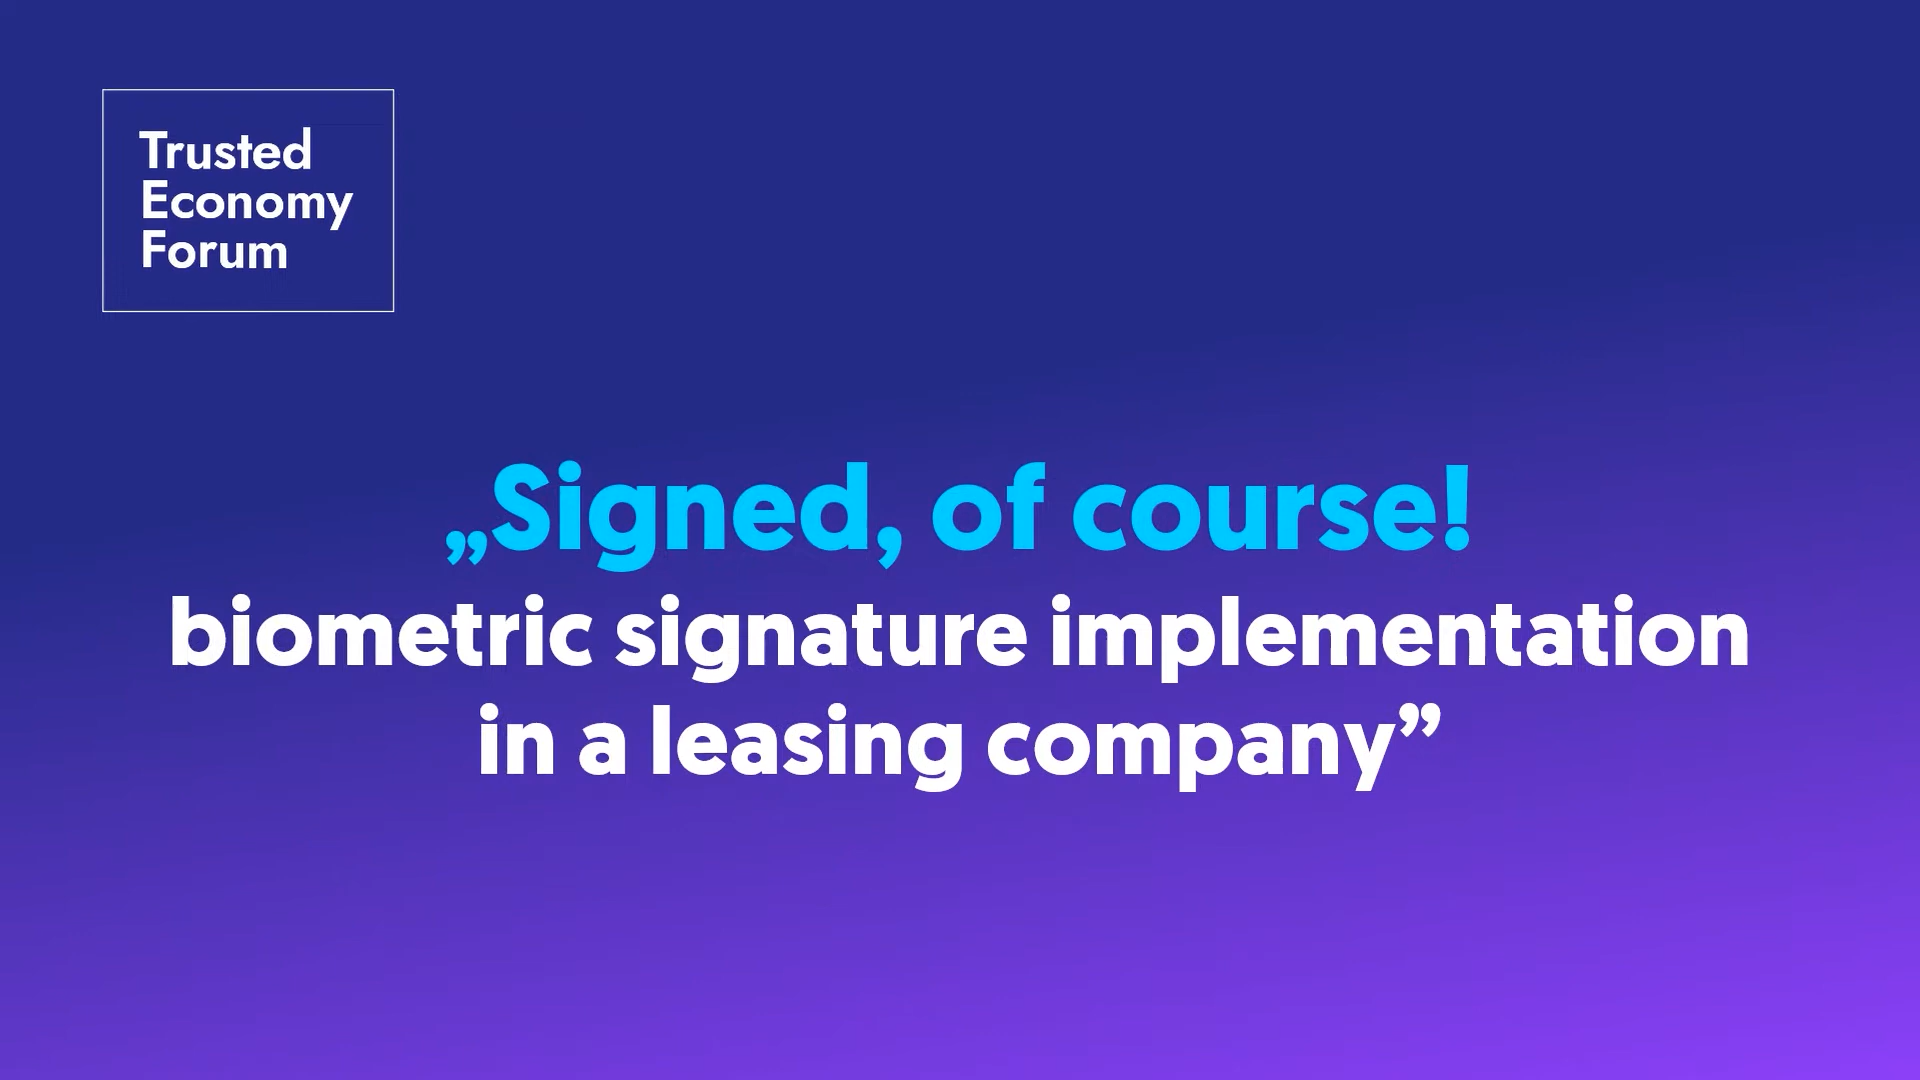 Trusted
Economy
Forum
„Signed, of course!
biometric signature implementation
in a leasing company”